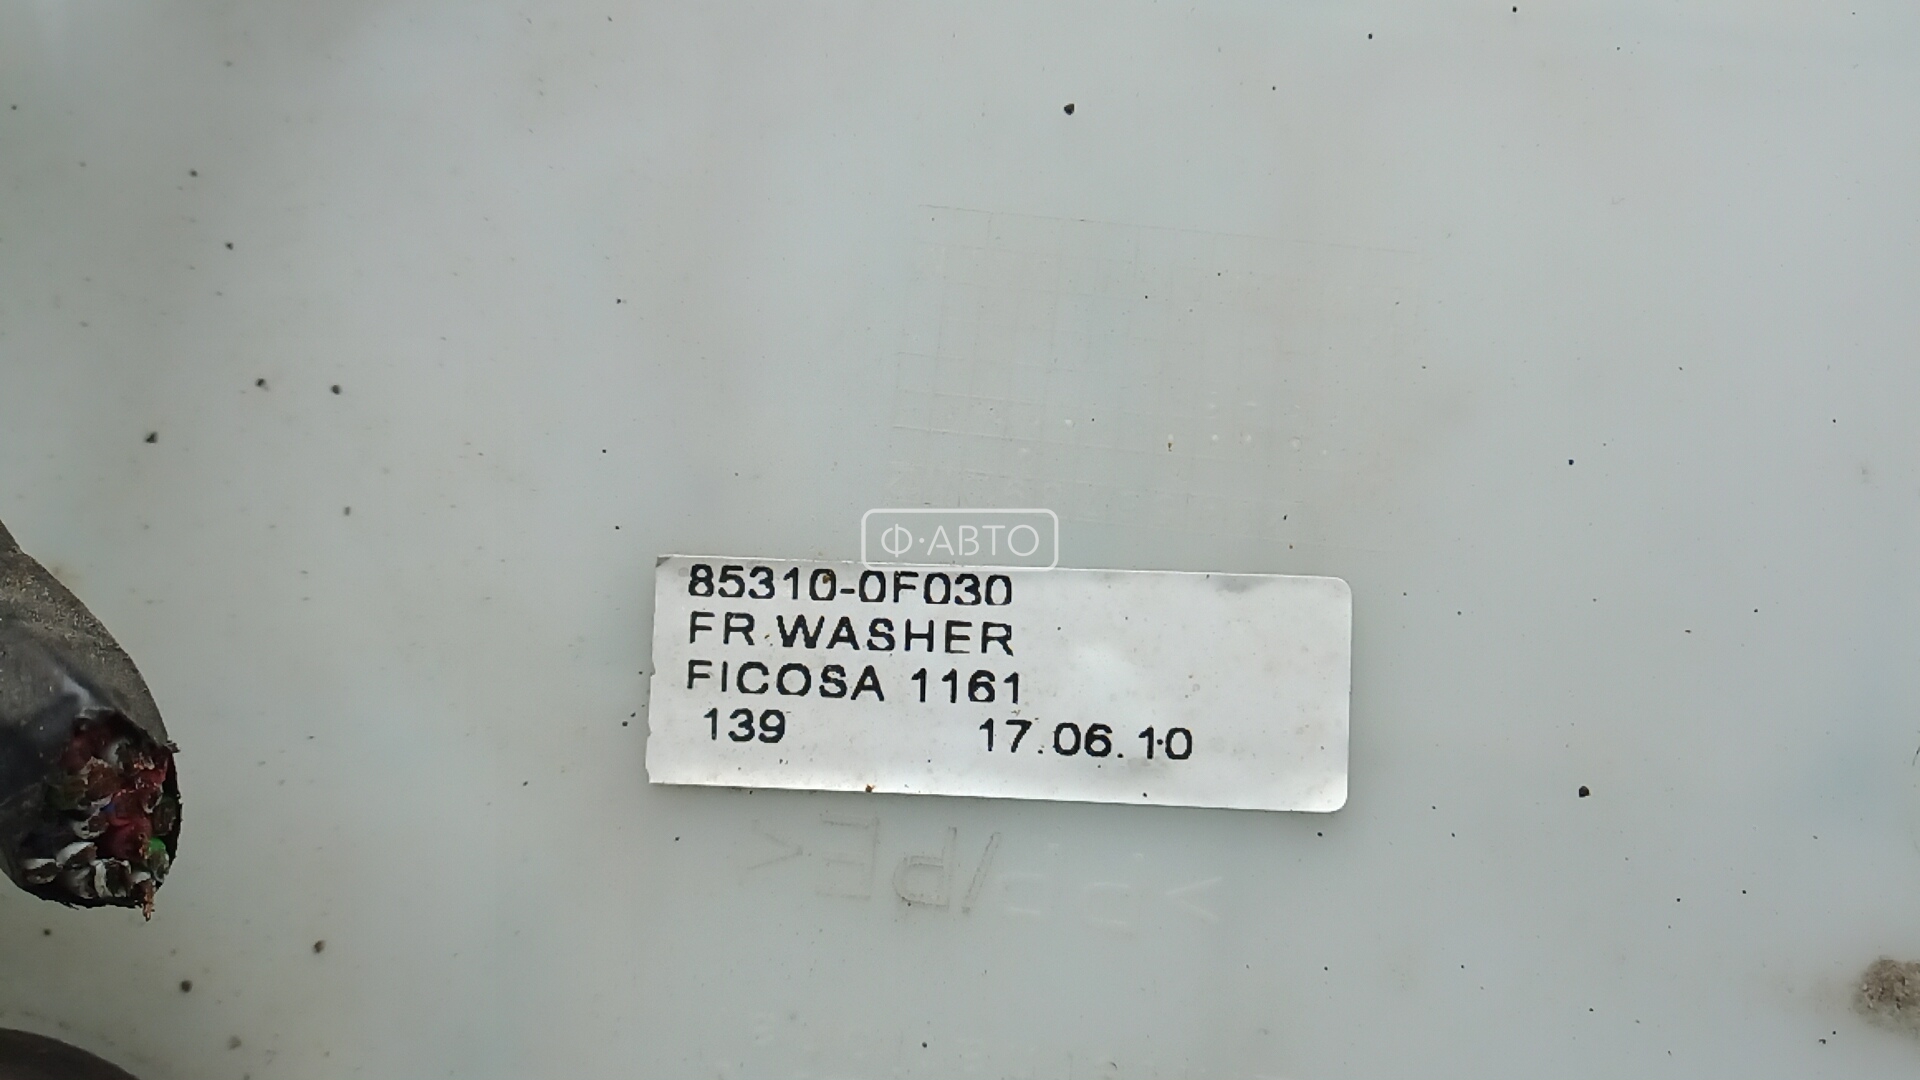 Ф·АВТО
85310-0F030
FR WASHER
FICOSA 1161
139 17.06.10